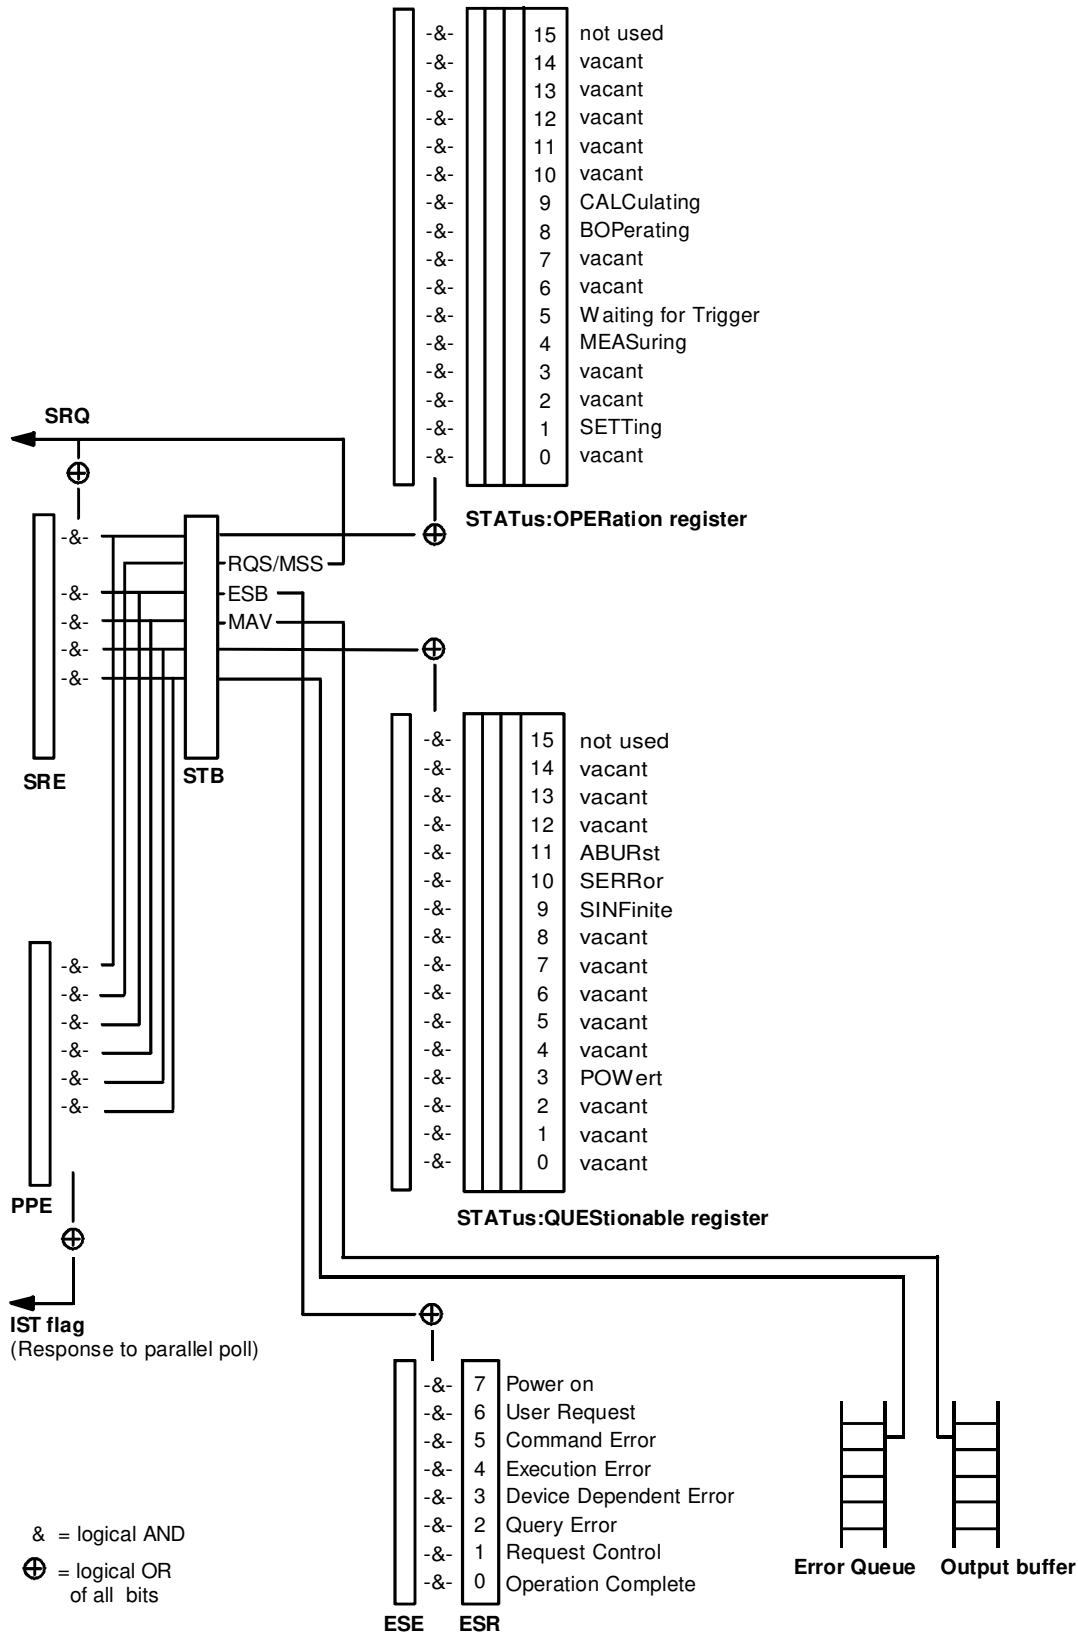 -&- 15 not used
-&- 14 vacant
-&- 13 vacant
-&- 12 vacant
-&- 11 vacant
-&- 10 vacant
-&- 9 CALCulating
-&- 8 BOPerating
-&- 7 vacant
-&- 6 vacant
-&- 5 Waiting for Trigger
-&- 4 MEASuring
-&- 3 vacant
-&- 2 vacant
-&- 1 SETTing
-&- 0 vacant
STATus:OPERation register
SRQ
-&-
RQS/MSS
-&- ESB
-&- MAV
-&-
-&-
SRE
STB
-&- 15 not used
-&- 14 vacant
-&- 13 vacant
-&- 12 vacant
-&- 11 ABURst
-&- 10 SERRor
-&- 9 SINFinite
-&- 8 vacant
-&- 7 vacant
-&- 6 vacant
-&- 5 vacant
-&- 4 vacant
-&- 3 POWert
-&- 2 vacant
-&- 1 vacant
-&- 0 vacant
STATus:QUEStionable register
-&-
-&-
-&-
-&-
-&-
-&-
PPE
IST flag
(Response to parallel poll)
-&- 7 Power on
-&- 6 User Request
-&- 5 Command Error
-&- 4 Execution Error
-&- 3 Device Dependent Error
-&- 2 Query Error
-&- 1 Request Control
-&- 0 Operation Complete
ESE ESR
Error Queue Output buffer
& = logical AND
⊕ = logical OR
of all bits